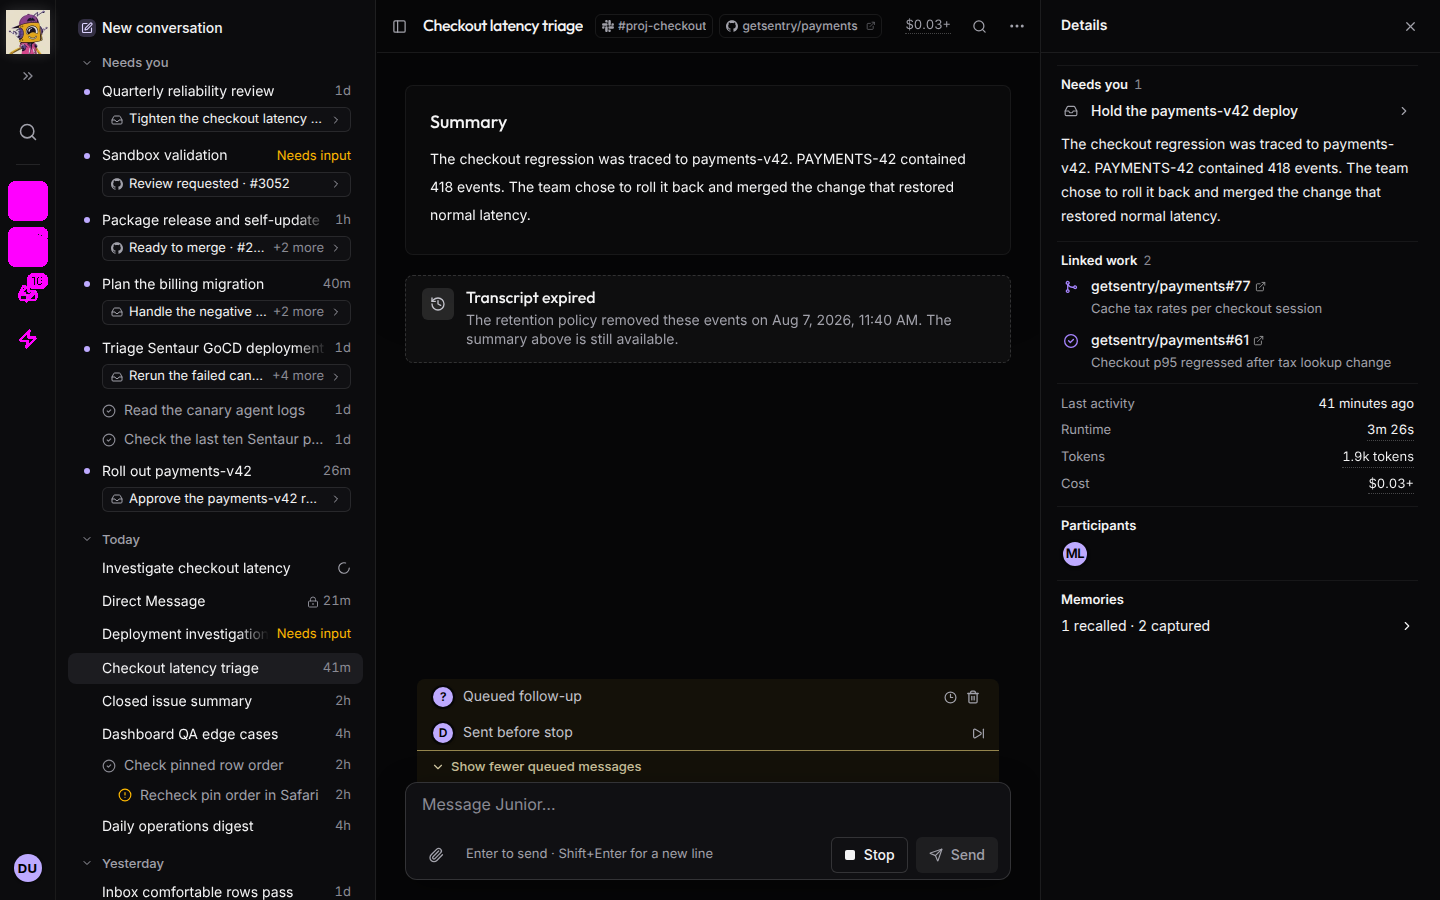 New conversation
Needs you
Quarterly reliability review 1d
Tighten the checkout latency ...
Sandbox validation Needs input
Review requested · #3052
Package release and self-update 1h
Ready to merge · #2... +2 more
Plan the billing migration 40m
Handle the negative ... +2 more
Triage Sentaur GoCD deployment 1d
Rerun the failed can... +4 more
Read the canary agent logs 1d
Check the last ten Sentaur p... 1d
Roll out payments-v42 26m
Approve the payments-v42 r...
Today
Investigate checkout latency
Direct Message 21m
Deployment investigation Needs input
Checkout latency triage 41m
Closed issue summary 2h
Dashboard QA edge cases 4h
Check pinned row order 2h
Recheck pin order in Safari 2h
Daily operations digest 4h
Yesterday
Inbox comfortable rows pass 1d
DU
Checkout latency triage #proj-checkout getsentry/payments $0.03+
Summary
The checkout regression was traced to payments-v42. PAYMENTS-42 contained
418 events. The team chose to roll it back and merged the change that restored
normal latency.
Transcript expired
The retention policy removed these events on Aug 7, 2026, 11:40 AM. The
summary above is still available.
? Queued follow-up
D Sent before stop
Show fewer queued messages
Message Junior...
Enter to send · Shift+Enter for a new line
Stop
Send
Details
Needs you 1
Hold the payments-v42 deploy
The checkout regression was traced to payments-
v42. PAYMENTS-42 contained 418 events. The team
chose to roll it back and merged the change that
restored normal latency.
Linked work 2
getsentry/payments#77
Cache tax rates per checkout session
getsentry/payments#61
Checkout p95 regressed after tax lookup change
Last activity 41 minutes ago
Runtime 3m 26s
Tokens 1.9k tokens
Cost $0.03+
Participants
ML
Memories
1 recalled · 2 captured